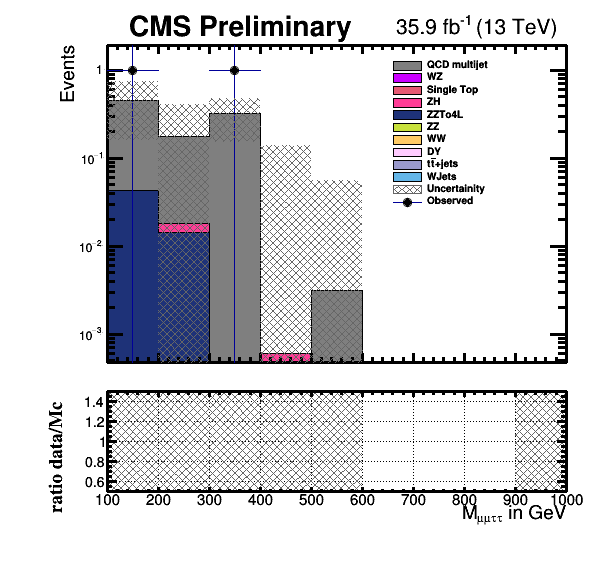 CMS Preliminary
35.9 fb⁻¹ (13 TeV)
Events
QCD multijet
WZ
Single Top
ZH
ZZTo4L
ZZ
WW
DY
tt̄+jets
WJets
Uncertainity
Observed
1
10⁻¹
10⁻²
10⁻³
ratio data/Mc
1.4
1.2
1
0.8
0.6
100 200 300 400 500 600 700 800 900 1000
Mμμττ in GeV